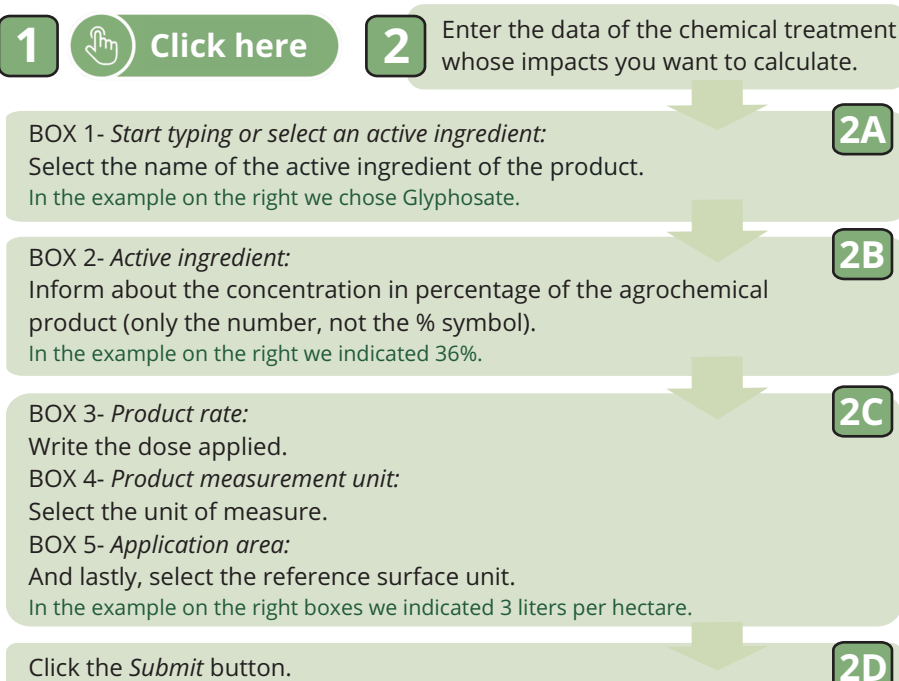 1
Click here
2
Enter the data of the chemical treatment
whose impacts you want to calculate.
2A
BOX 1- Start typing or select an active ingredient:
Select the name of the active ingredient of the product.
In the example on the right we chose Glyphosate.
2B
BOX 2- Active ingredient:
Inform about the concentration in percentage of the agrochemical
product (only the number, not the % symbol).
In the example on the right we indicated 36%.
2C
BOX 3- Product rate:
Write the dose applied.
BOX 4- Product measurement unit:
Select the unit of measure.
BOX 5- Application area:
And lastly, select the reference surface unit.
In the example on the right boxes we indicated 3 liters per hectare.
2D
Click the Submit button.